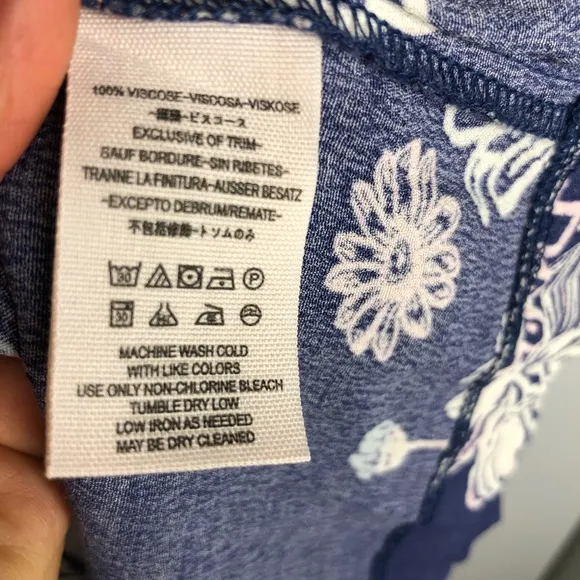 100% VISCOSE-VISCOSA-VISKOSE
-ビスコース
EXCLUSIVE OF TRIM-
SAUF BORDURE-SIN RIBETES-
TRANNE LA FINITURA-AUSSER BESATZ
-EXCEPTO DEBRUM/REMATE-
不包括修飾-トリムのみ
30 P
30
MACHINE WASH COLD
WITH LIKE COLORS
USE ONLY NON-CHLORINE BLEACH
TUMBLE DRY LOW
LOW IRON AS NEEDED
MAY BE DRY CLEANED